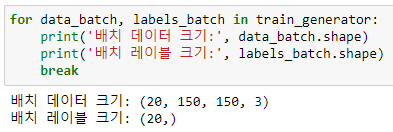 for data_batch, labels_batch in train_generator:
    print('배치 데이터 크기:', data_batch.shape)
    print('배치 레이블 크기:', labels_batch.shape)
    break
배치 데이터 크기: (20, 150, 150, 3)
배치 레이블 크기: (20,)